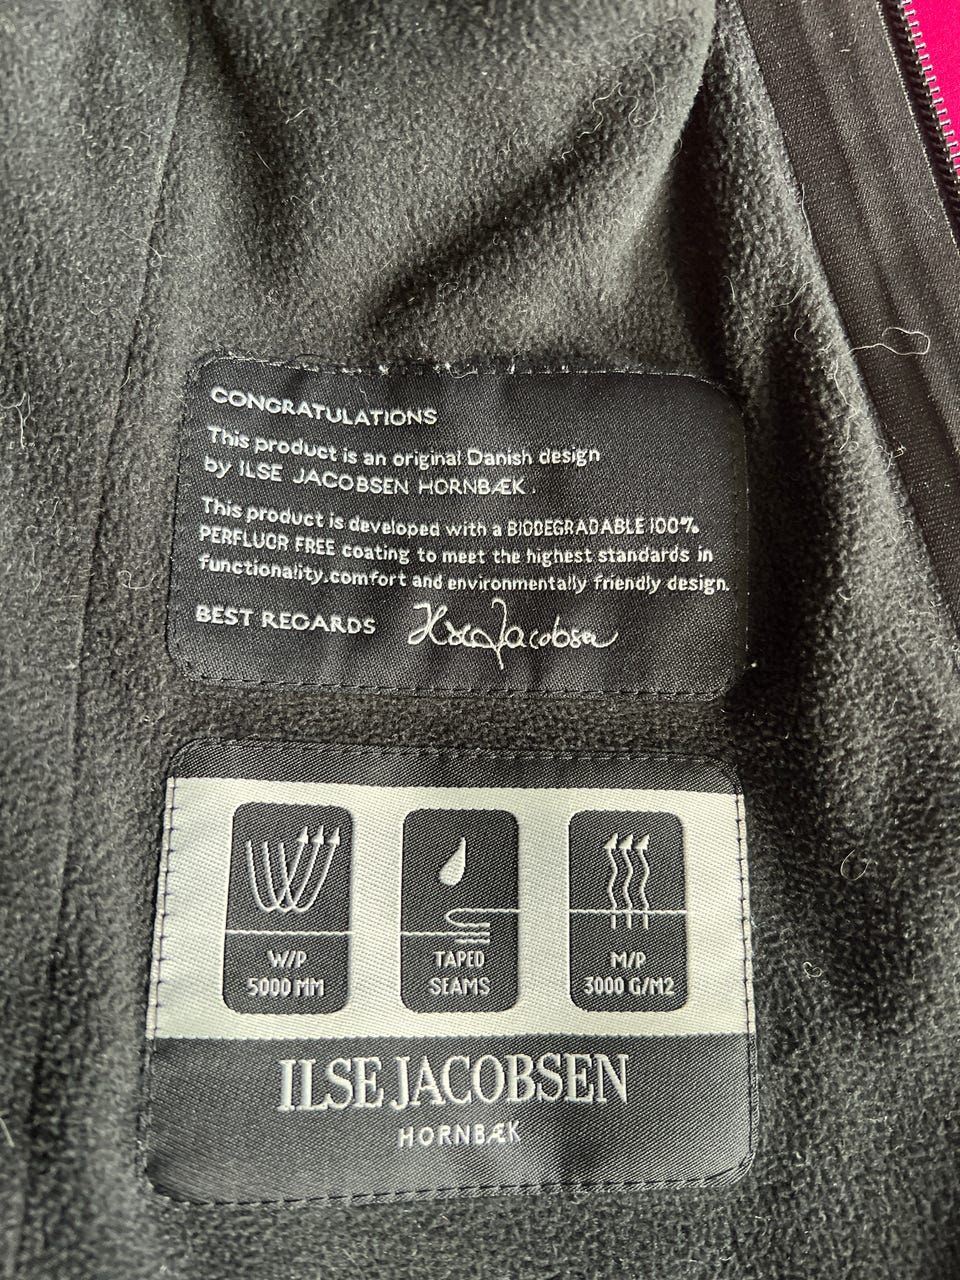 CONGRATULATIONS
This product is an original Danish design
by ILSE JACOBSEN HORNBÆK.
This product is developed with a BIODEGRADABLE 100%
PERFLUOR FREE coating to meet the highest standards in
functionality.comfort and environmentally friendly design.
BEST REGARDS Ilse Jacobsen
W/P
5000 MM
TAPED
SEAMS
M/P
3000 G/M2
ILSE JACOBSEN
HORNBÆK